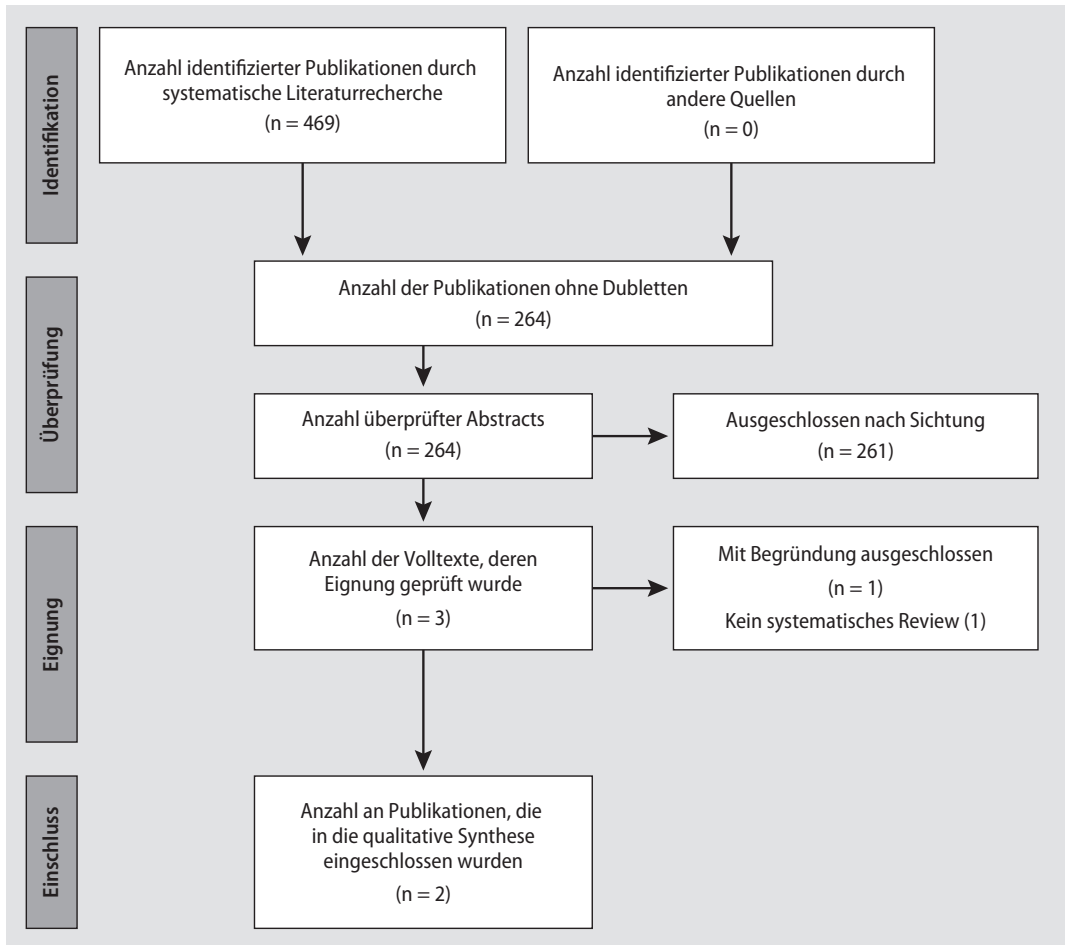 Identifikation
Anzahl identifizierter Publikationen durch
systematische Literaturrecherche
(n = 469)
Anzahl identifizierter Publikationen durch
andere Quellen
(n = 0)
Überprüfung
Anzahl der Publikationen ohne Dubletten
(n = 264)
Anzahl überprüfter Abstracts
(n = 264)
Ausgeschlossen nach Sichtung
(n = 261)
Eignung
Anzahl der Volltexte, deren
Eignung geprüft wurde
(n = 3)
Mit Begründung ausgeschlossen
(n = 1)
Kein systematisches Review (1)
Einschluss
Anzahl an Publikationen, die
in die qualitative Synthese
eingeschlossen wurden
(n = 2)